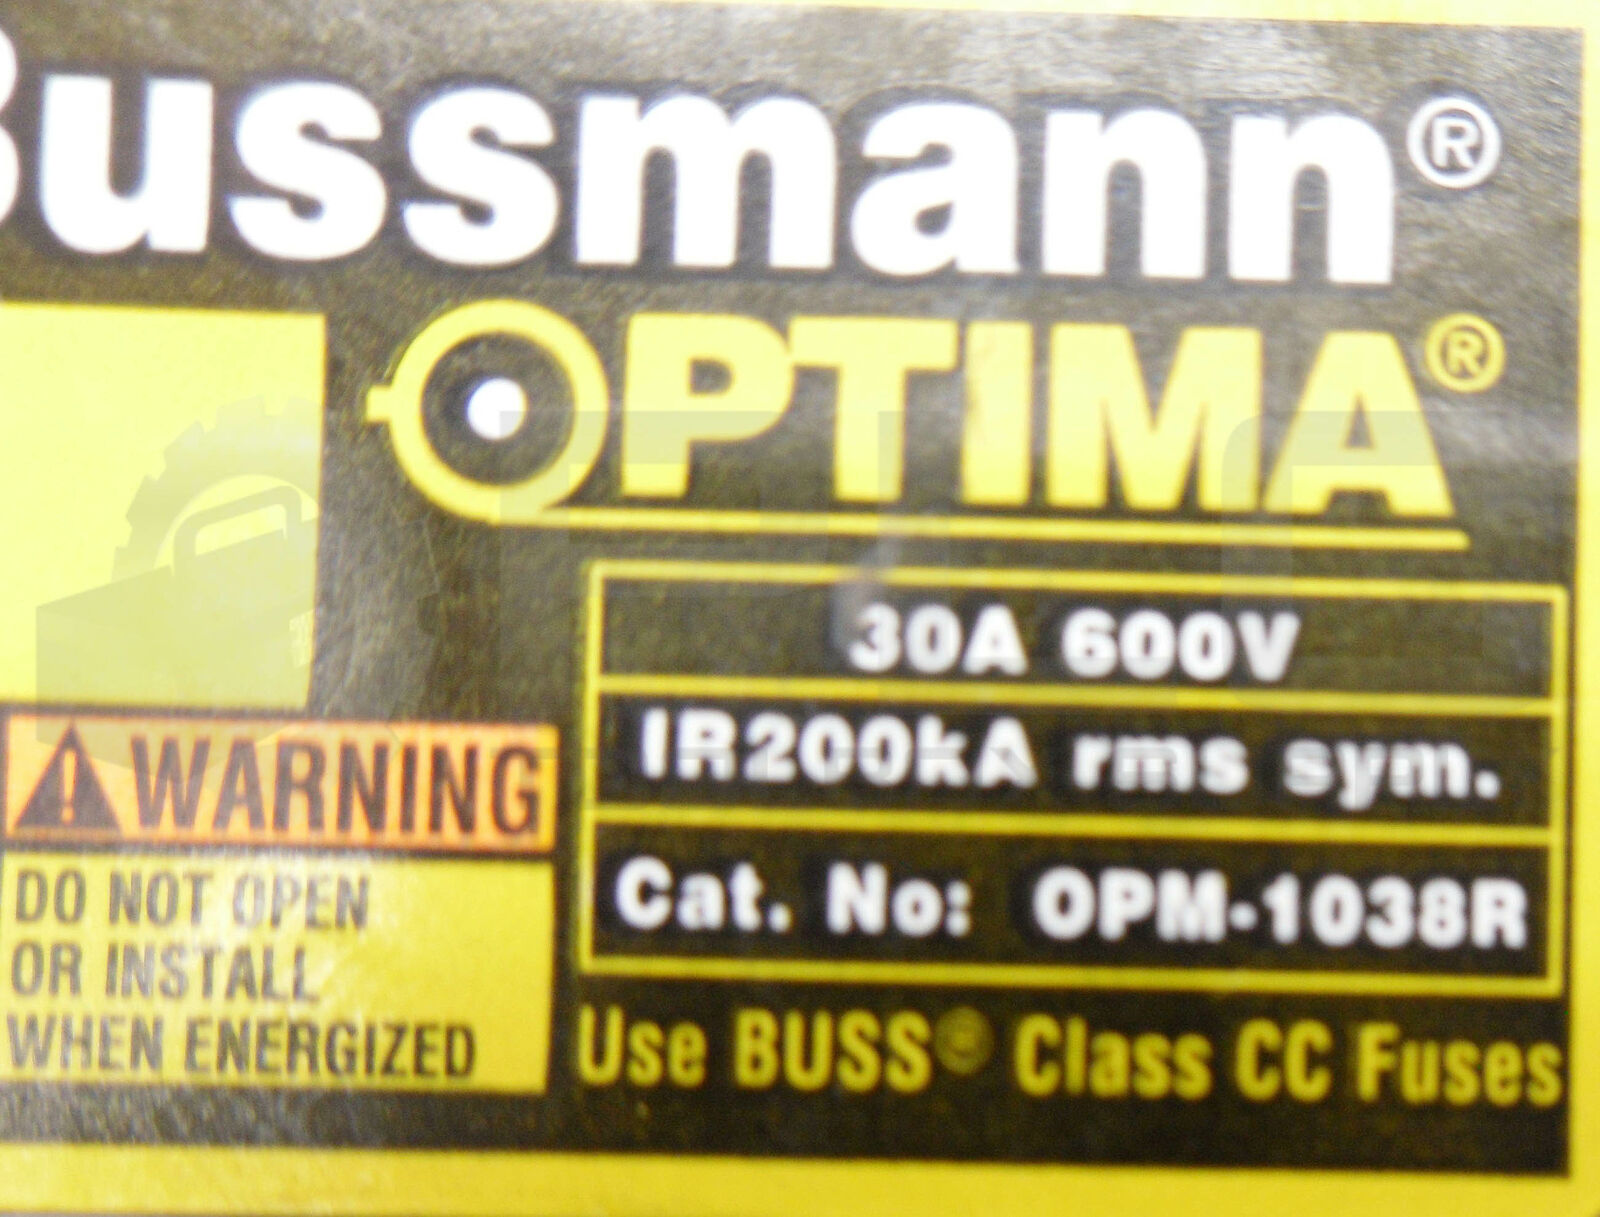 Bussmann®
OPTIMA®
30A 600V
IR200kA rms sym.
Cat. No: OPM-1038R
WARNING
DO NOT OPEN
OR INSTALL
WHEN ENERGIZED
Use BUSS® Class CC Fuses